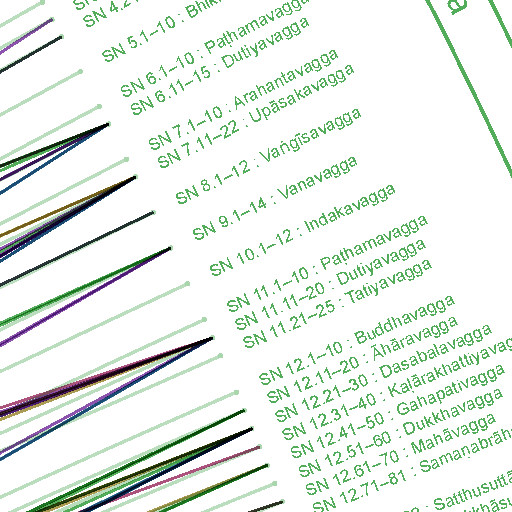 SN 5.1–10 :
SN 6.1–10 : Paṭhamavagga
SN 6.11–15 : Dutiyavagga
SN 7.1–10 : Arahantavagga
SN 7.11–22 : Upāsakavagga
SN 8.1–12 : Vaṅgīsavagga
SN 9.1–14 : Vanavagga
SN 10.1–12 : Indakavagga
SN 11.1–10 : Paṭhamavagga
SN 11.11–20 : Dutiyavagga
SN 11.21–25 : Tatiyavagga
SN 12.1–10 : Buddhavagga
SN 12.11–20 : Āhāravagga
SN 12.21–30 : Dasabalavagga
SN 12.31–40 : Kaḷārakhattiyavagga
SN 12.41–50 : Gahapativagga
SN 12.51–60 : Dukkhavagga
SN 12.61–70 : Mahāvagga
SN 12.71–81 :